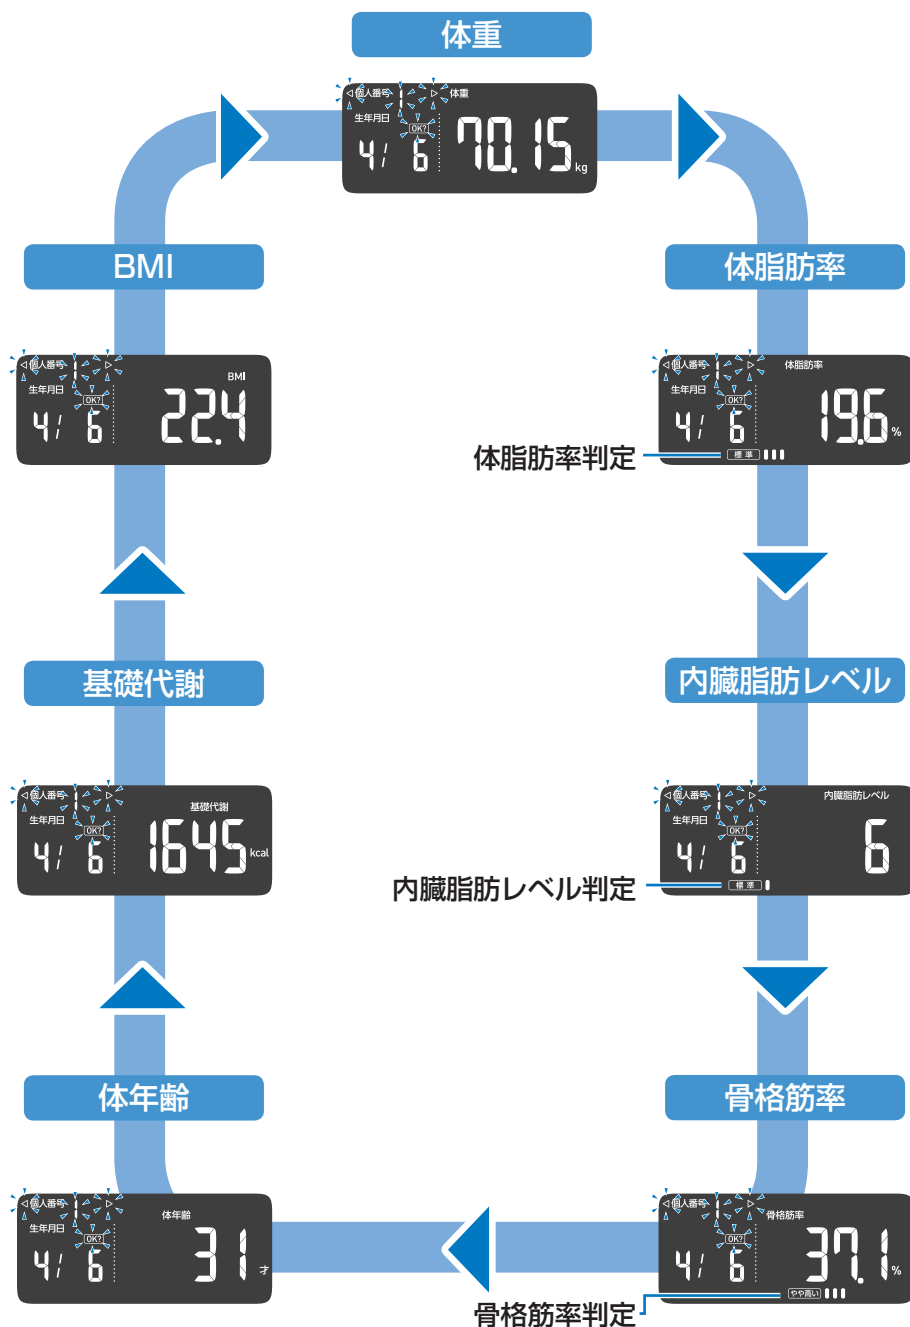 体重
個人番号 1 体重
生年月日 OK?
4/ 6 70.15 kg
BMI
個人番号 1
生年月日 OK? BMI
4/ 6 22.4
体脂肪率
個人番号 1 体脂肪率
生年月日 OK?
4/ 6 19.6 %
標準
体脂肪率判定
基礎代謝
個人番号 1
生年月日 OK? 基礎代謝
4/ 6 1645 kcal
内臓脂肪レベル
個人番号 1 内臓脂肪レベル
生年月日 OK?
4/ 6 6
標準
内臓脂肪レベル判定
体年齢
個人番号 1 体年齢
生年月日 OK?
4/ 6 31 才
骨格筋率
個人番号 1 骨格筋率
生年月日 OK?
4/ 6 37.1 %
やや高い
骨格筋率判定